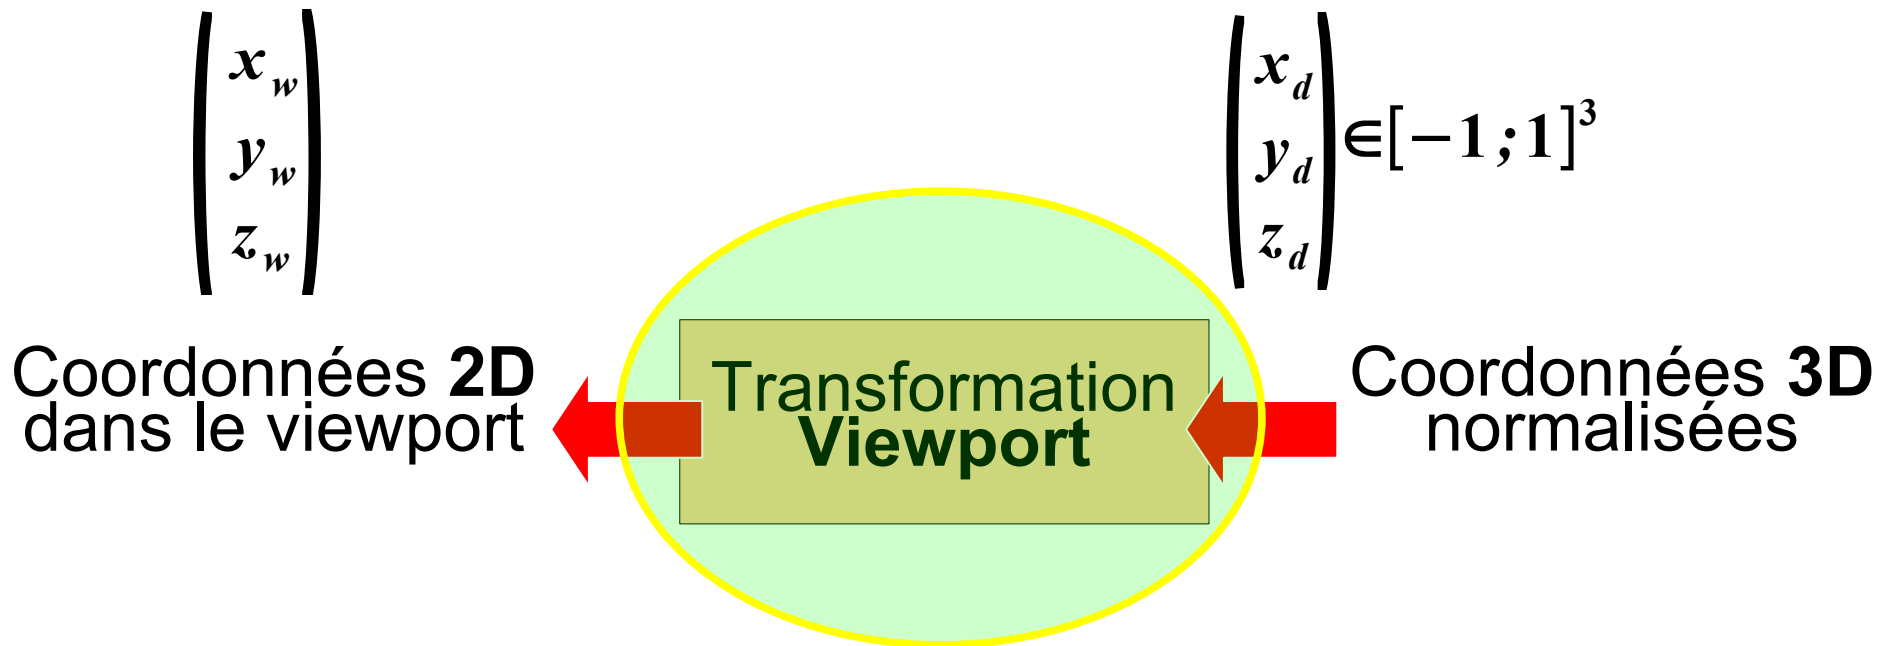 x_w
y_w
z_w
x_d
y_d
z_d
∈[−1;1]³
Coordonnées 2D
dans le viewport
Transformation
Viewport
Coordonnées 3D
normalisées